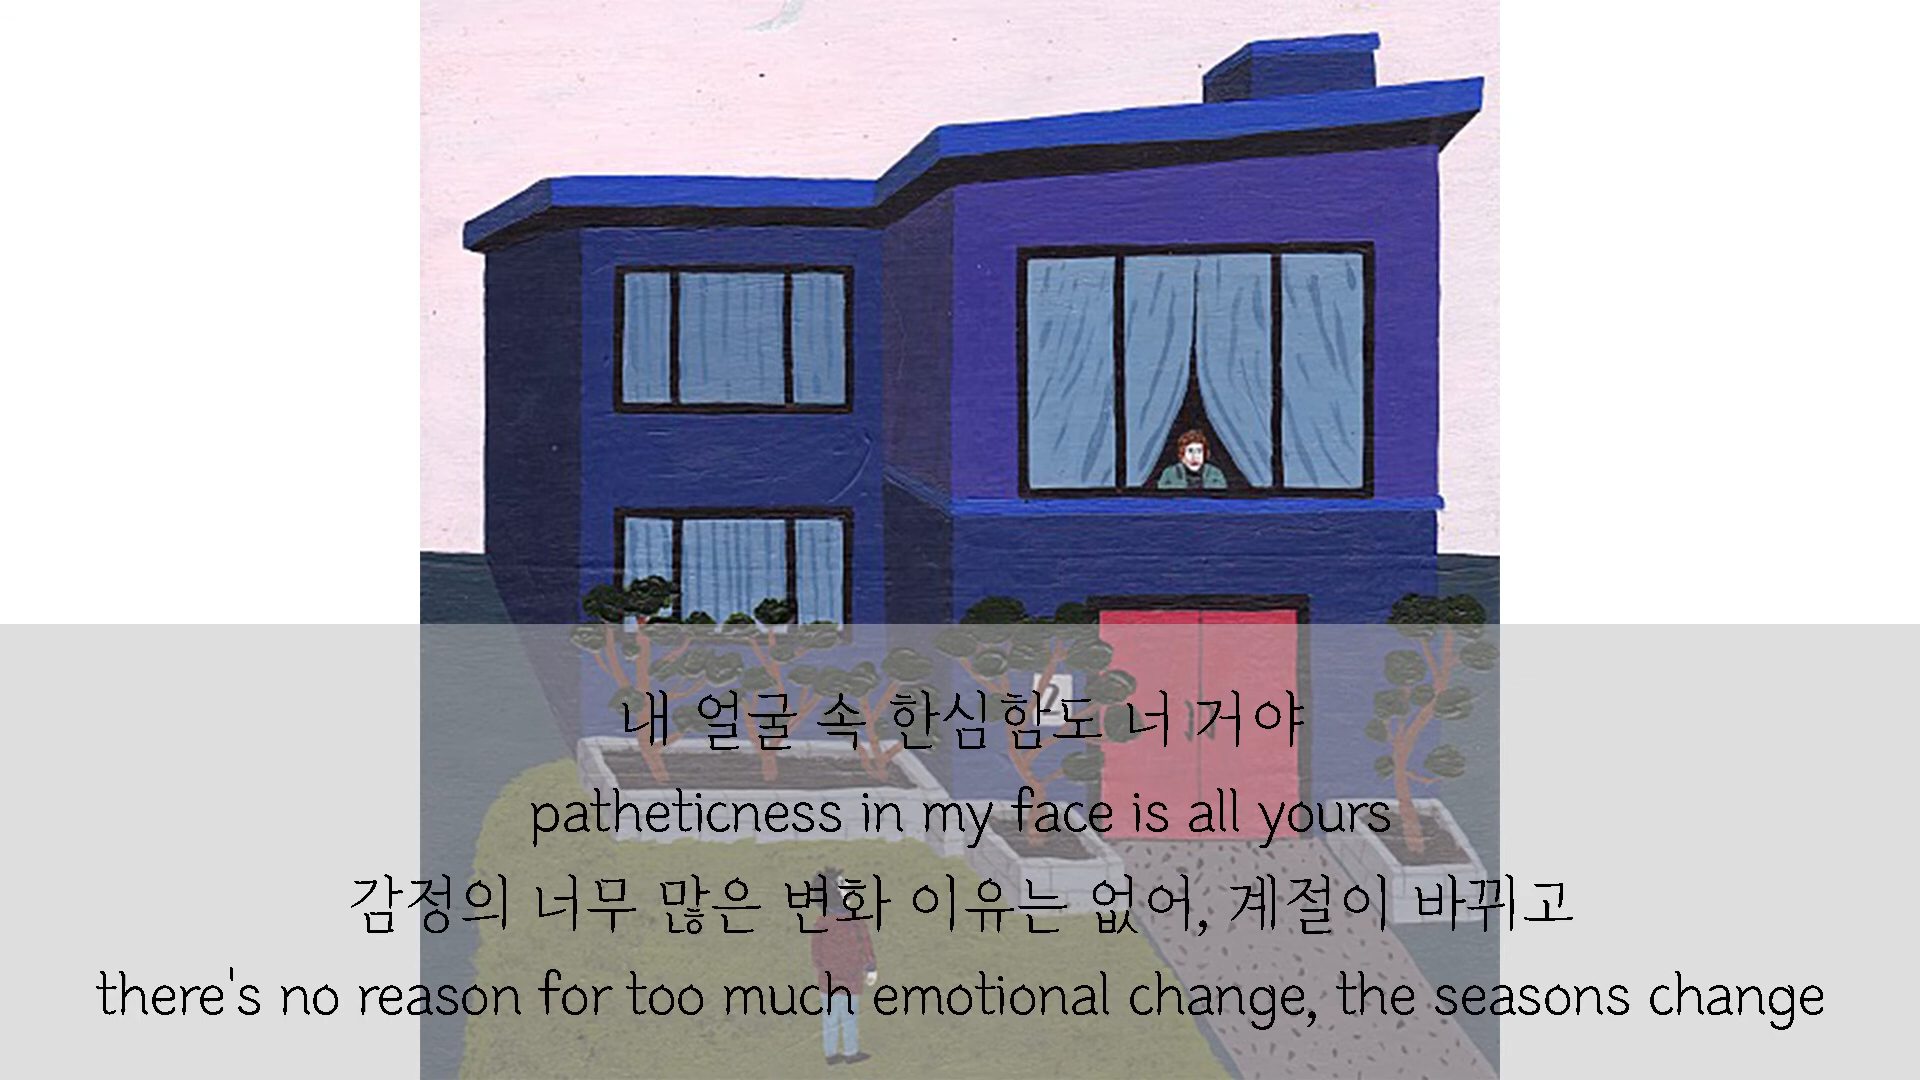 내 얼굴 속 한심함도 너 거야
patheticness in my face is all yours
감정의 너무 많은 변화 이유는 없어, 계절이 바뀌고
there's no reason for too much emotional change, the seasons change